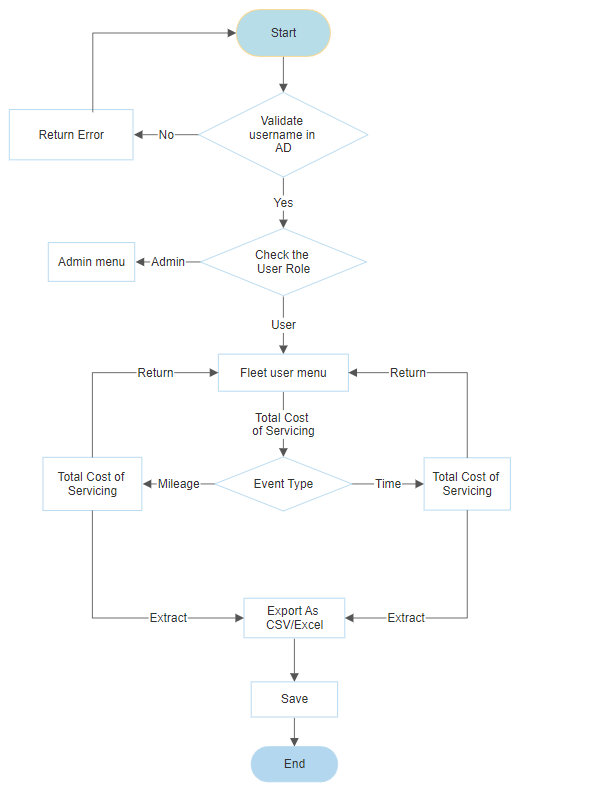 Start
Validate
username in
AD
No
Return Error
Yes
Check the
User Role
Admin
Admin menu
User
Return
Fleet user menu
Return
Total Cost
of Servicing
Total Cost of
Servicing
Mileage
Event Type
Time
Total Cost of
Servicing
Extract
Export As
CSV/Excel
Extract
Save
End